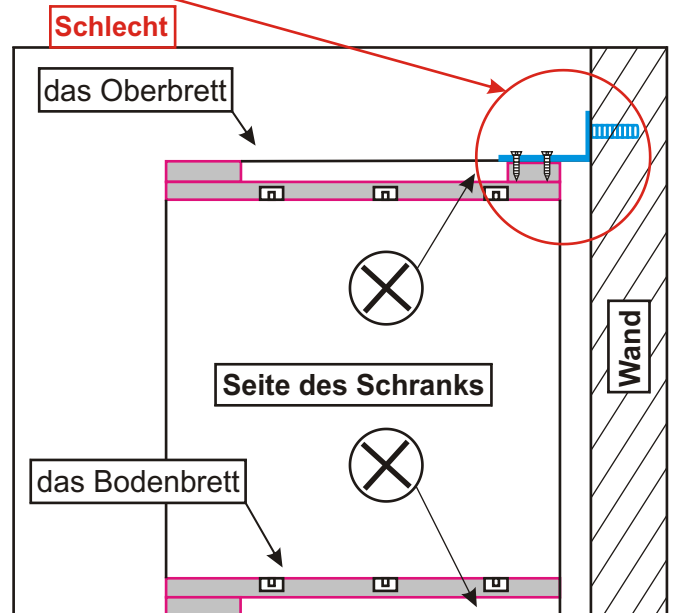 Schlecht
das Oberbrett
Wand
Seite des Schranks
das Bodenbrett